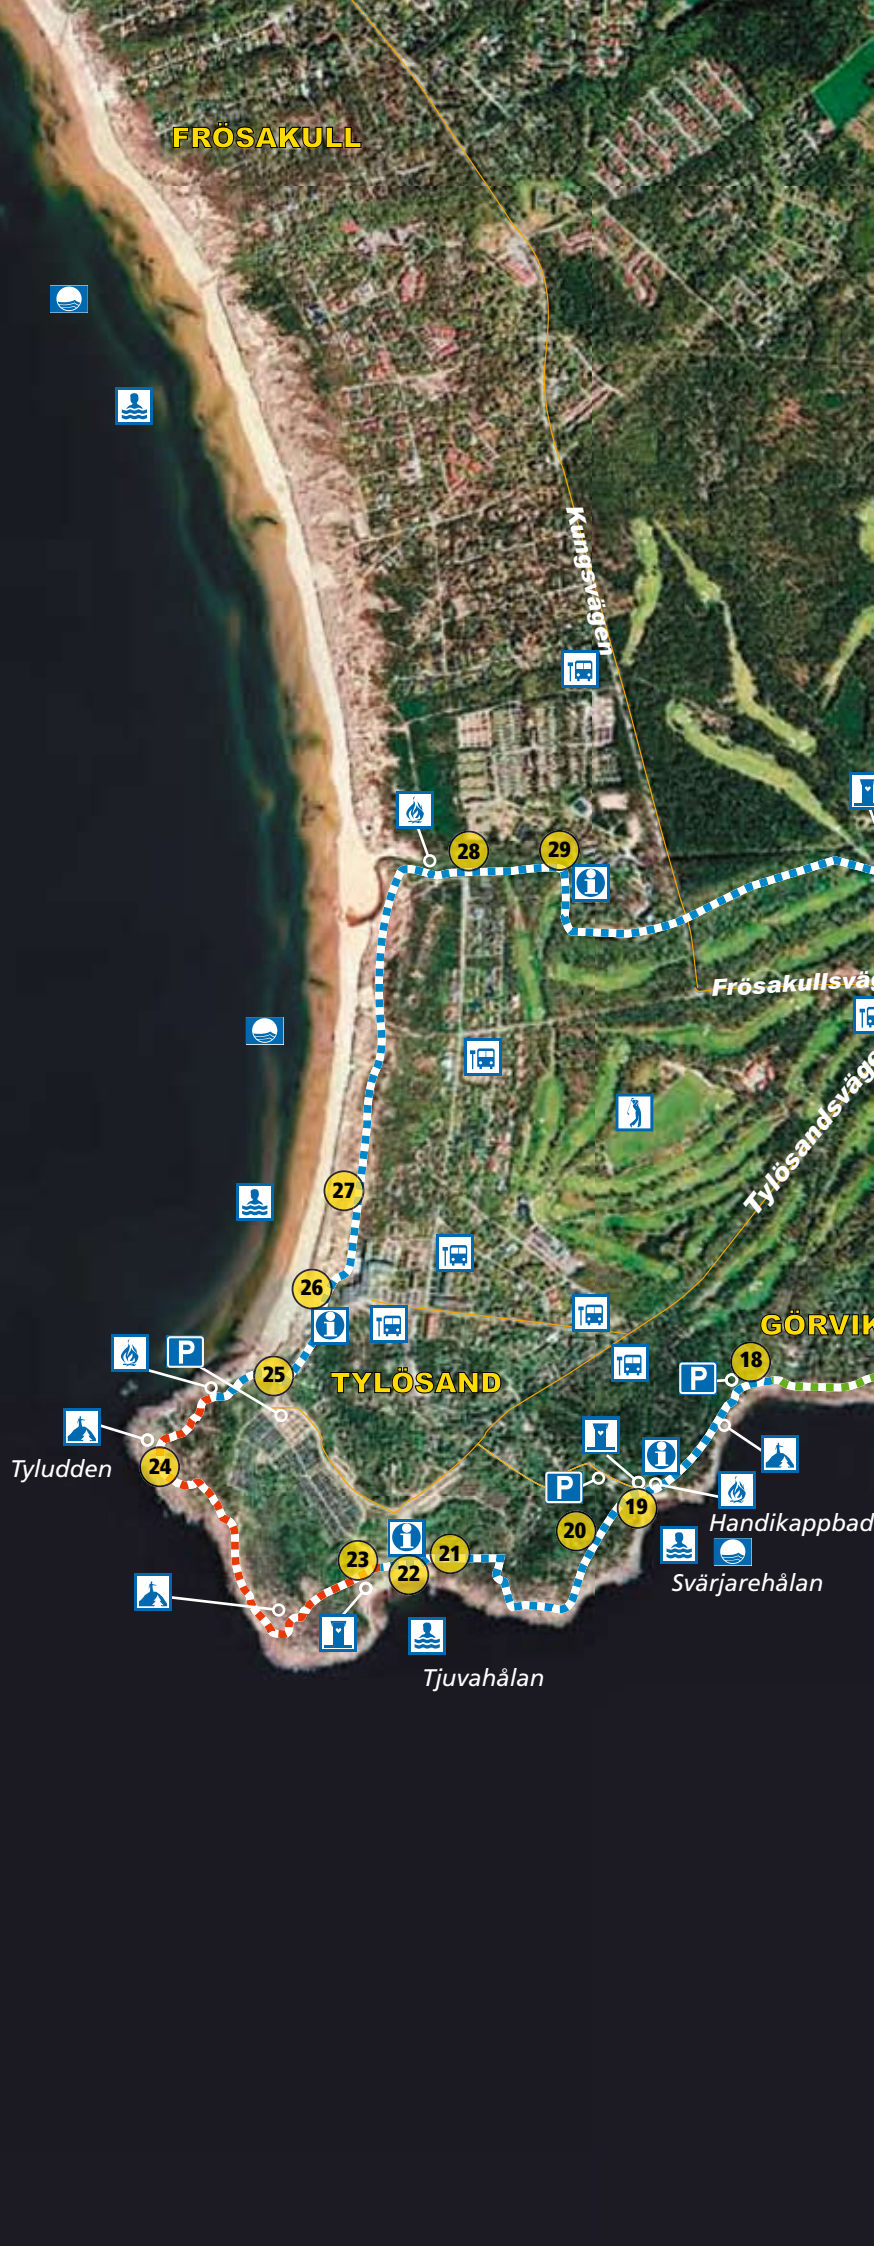 FRÖSAKULL
Kungsvägen
28
29
Frösakullsväg
Tylösandsväge
27
26
GÖRVIK
P
18
25
TYLÖSAND
P
Tyludden
24
P
19
Handikappbad
20
21
23
22
Svärjarehålan
Tjuvahålan